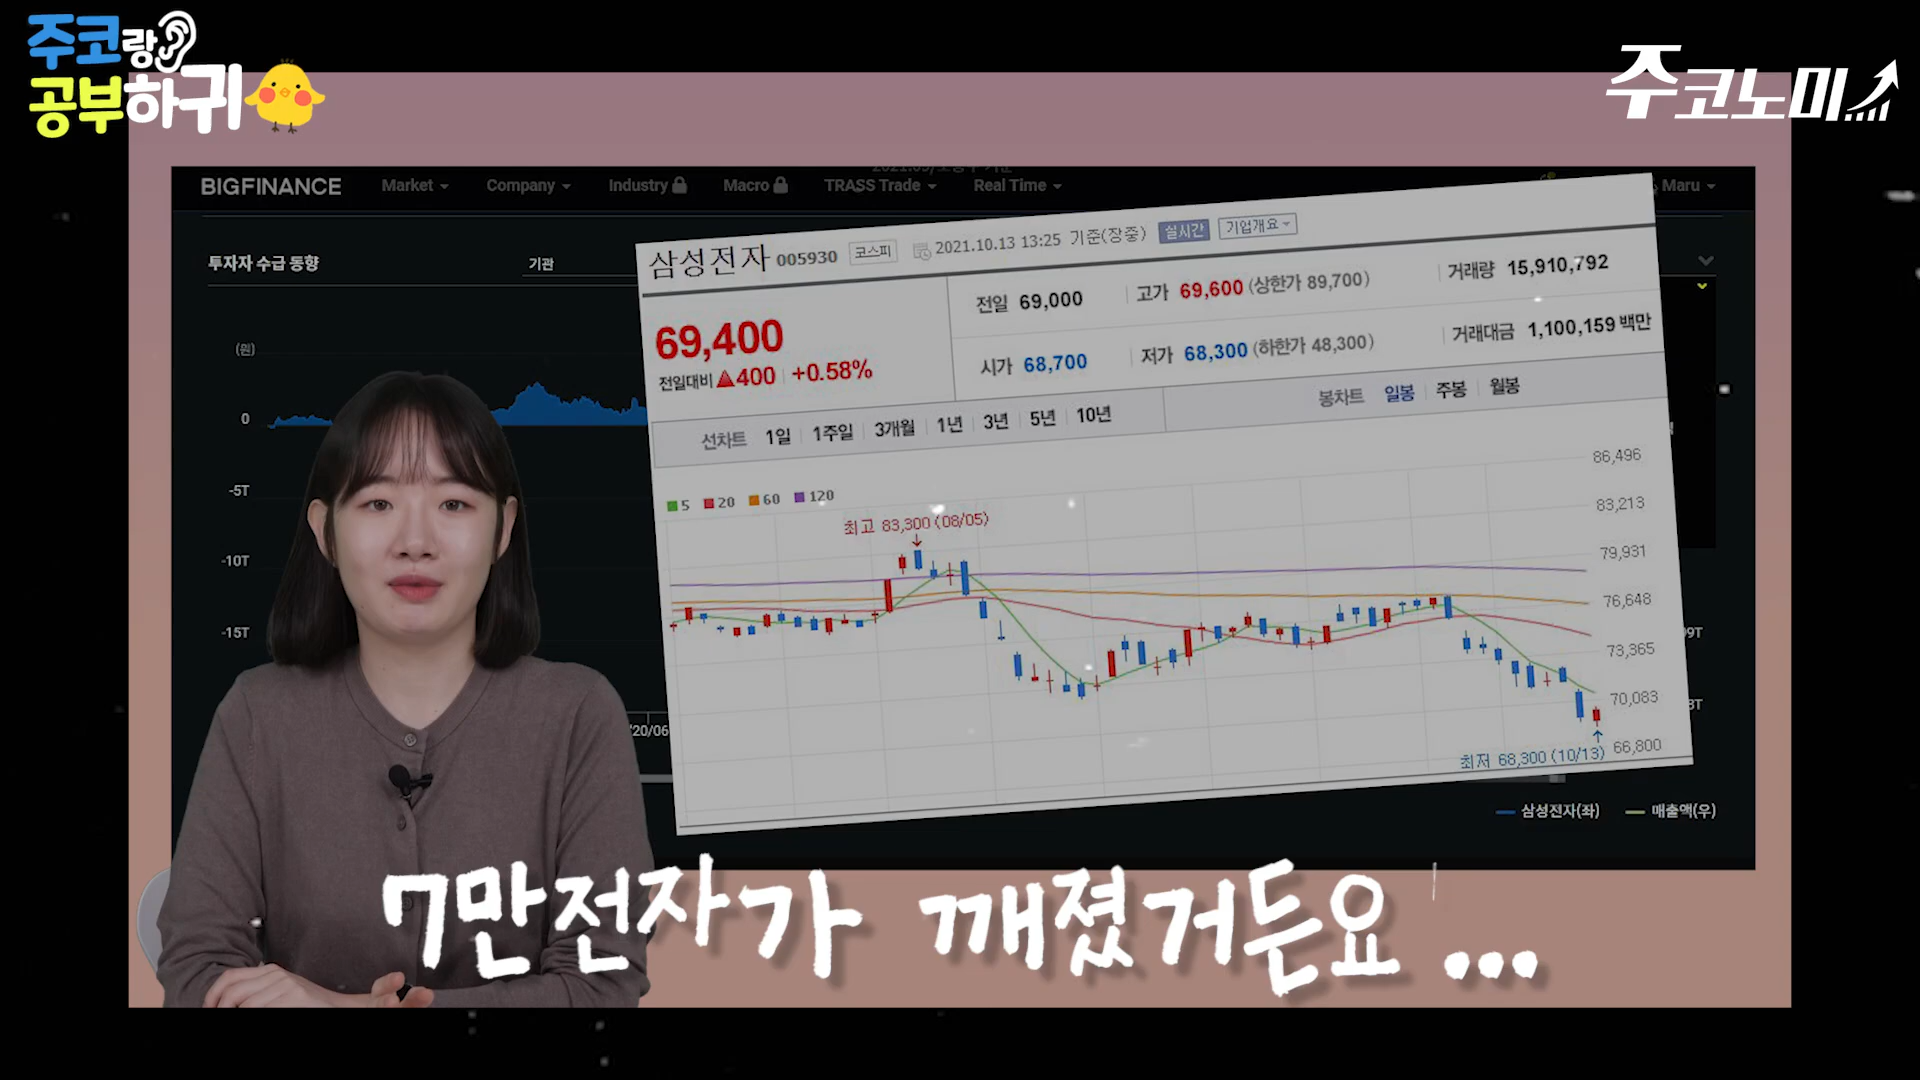 주코랑
공부하귀
주코노미
BIGFINANCE Market Company Industry Macro TRASS Trade Real Time Maru
투자자 수급 동향
기관
(원)
0
-5T
-10T
-15T
삼성전자 005930 코스피 2021.10.13 13:25 기준(장중) 실시간 기업개요
69,400
전일대비 ▲400 +0.58%
전일 69,000 고가 69,600 (상한가 89,700) 거래량 15,910,792
시가 68,700 저가 68,300 (하한가 48,300) 거래대금 1,100,159 백만
선차트 1일 1주일 3개월 1년 3년 5년 10년 봉차트 일봉 주봉 월봉
5 20 60 120
최고 83,300 (08/05)
86,496
83,213
79,931
76,648
73,365
70,083
66,800
최저 68,300 (10/13)
삼성전자(좌) 매출액(우)
7만전자가 깨졌거든요...